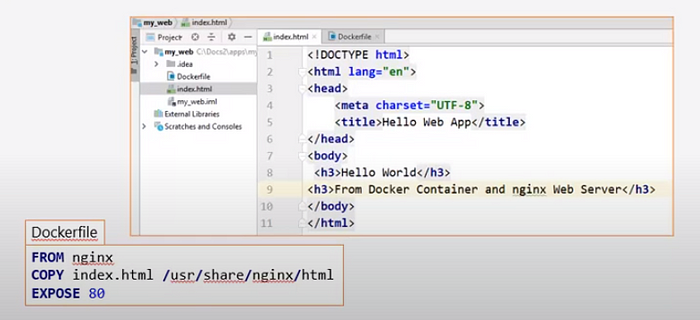 my_web index.html
1: Project
Project
my_web C:\Docs2\apps\my
.idea
Dockerfile
index.html
my_web.iml
External Libraries
Scratches and Consoles
index.html Dockerfile
1 <!DOCTYPE html>
2 <html lang="en">
3 <head>
4 <meta charset="UTF-8">
5 <title>Hello Web App</title>
6 </head>
7 <body>
8 <h3>Hello World</h3>
9 <h3>From Docker Container and nginx Web Server</h3>
10 </body>
11 </html>
Dockerfile
FROM nginx
COPY index.html /usr/share/nginx/html
EXPOSE 80